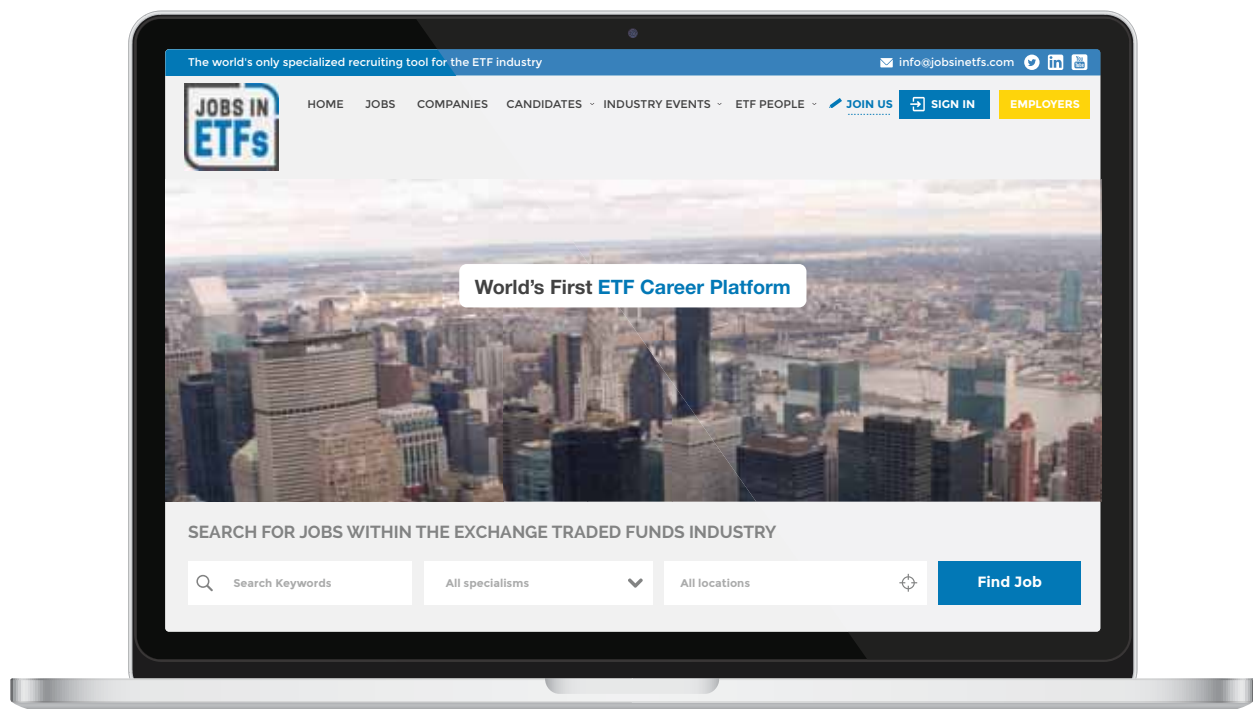 The world's only specialized recruiting tool for the ETF industry
info@jobsinetfs.com
JOBS IN
ETFs
HOME JOBS COMPANIES CANDIDATES INDUSTRY EVENTS ETF PEOPLE JOIN US SIGN IN EMPLOYERS
World's First ETF Career Platform
SEARCH FOR JOBS WITHIN THE EXCHANGE TRADED FUNDS INDUSTRY
Search Keywords All specialisms All locations Find Job